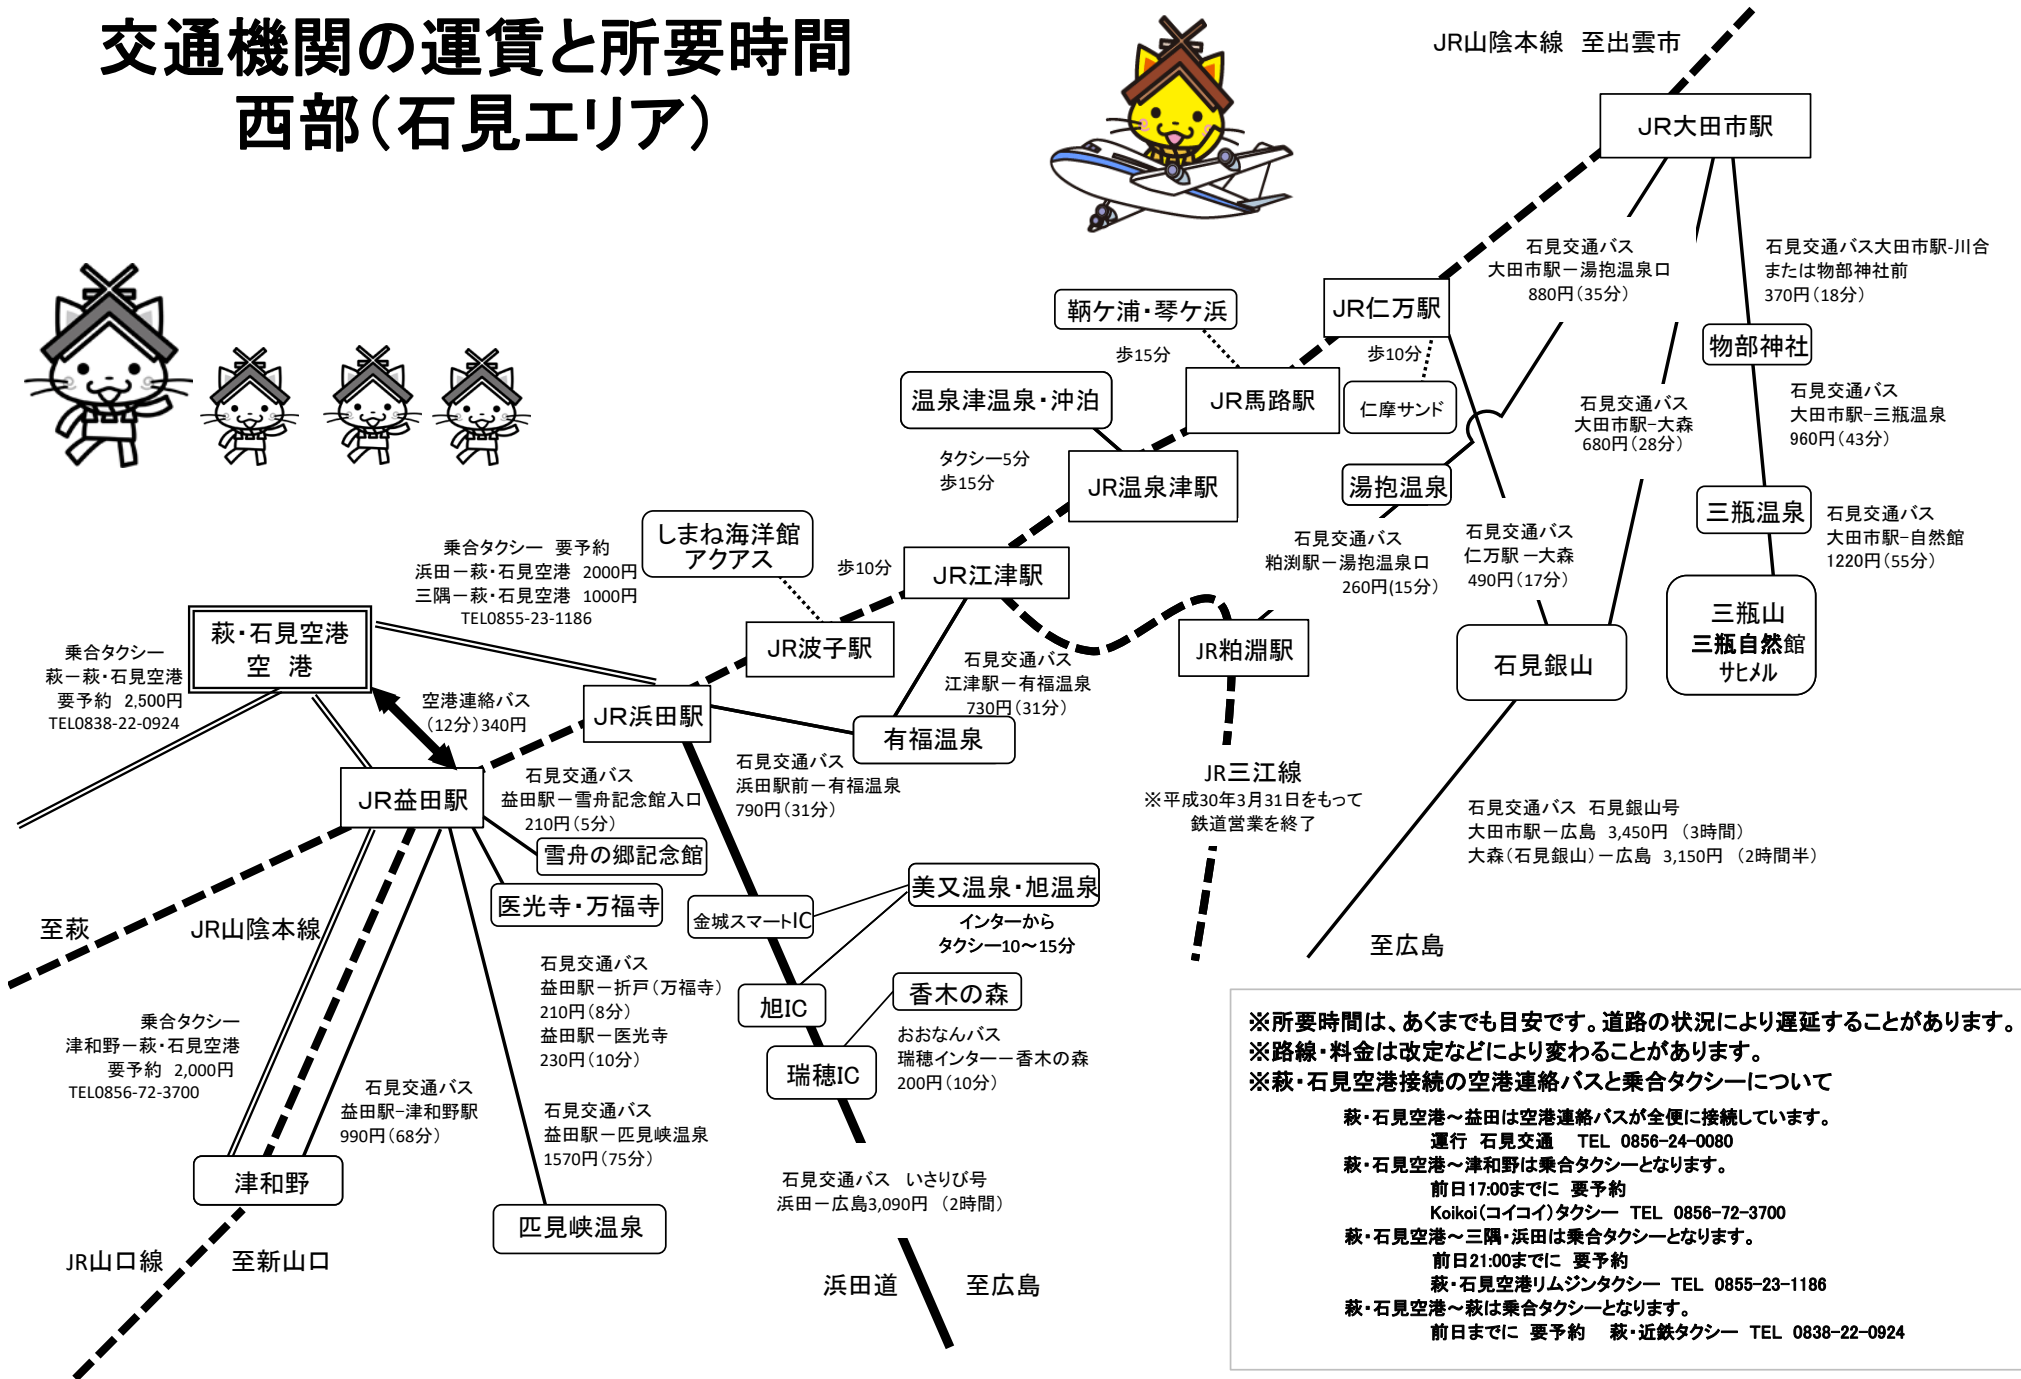 交通機関の運賃と所要時間
西部（石見エリア）
JR山陰本線　至出雲市
JR大田市駅
石見交通バス
大田市駅－湯抱温泉口
880円（35分）
石見交通バス大田市駅-川合
または物部神社前
370円（18分）
JR仁万駅
鞆ケ浦・琴ケ浜
歩15分
歩10分
物部神社
JR馬路駅
仁摩サンド
温泉津温泉・沖泊
石見交通バス
大田市駅−大森
680円（28分）
石見交通バス
大田市駅−三瓶温泉
960円（43分）
タクシー5分
歩15分
JR温泉津駅
湯抱温泉
三瓶温泉
石見交通バス
大田市駅−自然館
1220円（55分）
しまね海洋館
アクアス
歩10分
JR江津駅
石見交通バス
粕渕駅－湯抱温泉口
260円(15分）
石見交通バス
仁万駅－大森
490円（17分）
乗合タクシー　要予約
浜田－萩・石見空港　2000円
三隅－萩・石見空港　1000円
TEL0855-23-1186
萩・石見空港
空　港
JR波子駅
JR粕淵駅
石見銀山
三瓶山
三瓶自然館
サヒメル
乗合タクシー
萩－萩・石見空港
要予約　2,500円
TEL0838-22-0924
空港連絡バス
（12分）340円
石見交通バス
江津駅－有福温泉
730円（31分）
JR浜田駅
有福温泉
JR益田駅
石見交通バス
益田駅－雪舟記念館入口
210円（5分）
石見交通バス
浜田駅前－有福温泉
790円（31分）
JR三江線
※平成30年3月31日をもって
鉄道営業を終了
石見交通バス　石見銀山号
大田市駅－広島　3,450円　（3時間）
大森（石見銀山）－広島　3,150円　（2時間半）
雪舟の郷記念館
医光寺・万福寺
美又温泉・旭温泉
インターから
タクシー10～15分
金城スマートIC
至萩
JR山陰本線
至広島
石見交通バス
益田駅－折戸（万福寺）
210円（8分）
益田駅－医光寺
230円（10分）
旭IC
香木の森
おおなんバス
瑞穂インター－香木の森
200円（10分）
瑞穂IC
乗合タクシー
津和野－萩・石見空港
要予約　2,000円
TEL0856-72-3700
石見交通バス
益田駅−津和野駅
990円（68分）
石見交通バス
益田駅－匹見峡温泉
1570円（75分）
津和野
匹見峡温泉
石見交通バス　いさりび号
浜田－広島3,090円　（2時間）
JR山口線
至新山口
浜田道
至広島
※所要時間は、あくまでも目安です。道路の状況により遅延することがあります。
※路線・料金は改定などにより変わることがあります。
※萩・石見空港接続の空港連絡バスと乗合タクシーについて
萩・石見空港～益田は空港連絡バスが全便に接続しています。
運行　石見交通　TEL　0856-24-0080
萩・石見空港～津和野は乗合タクシーとなります。
前日17:00までに　要予約
Koikoi（コイコイ）タクシー　TEL　0856-72-3700
萩・石見空港～三隅・浜田は乗合タクシーとなります。
前日21:00までに　要予約
萩・石見空港リムジンタクシー　TEL　0855-23-1186
萩・石見空港～萩は乗合タクシーとなります。
前日までに　要予約　萩・近鉄タクシー　TEL　0838-22-0924